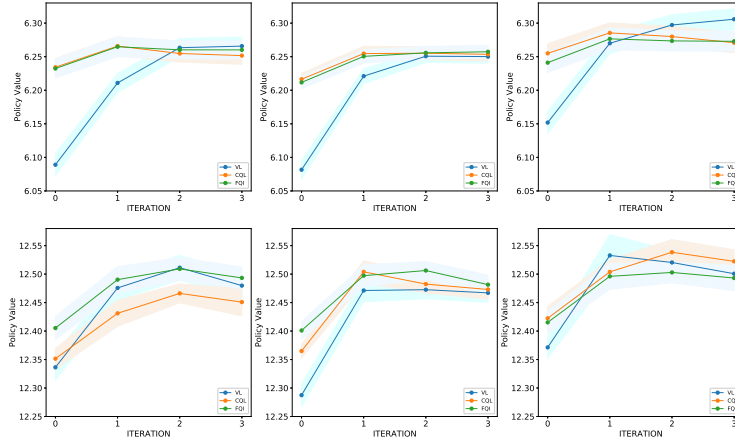 6.30
6.25
6.20
6.15
6.10
6.05
Policy Value
0 1 2 3
ITERATION
VL
CQL
FQI
6.30
6.25
6.20
6.15
6.10
6.05
Policy Value
0 1 2 3
ITERATION
VL
CQL
FQI
6.30
6.25
6.20
6.15
6.10
6.05
Policy Value
0 1 2 3
ITERATION
VL
CQL
FQI
12.55
12.50
12.45
12.40
12.35
12.30
12.25
Policy Value
0 1 2 3
ITERATION
VL
CQL
FQI
12.55
12.50
12.45
12.40
12.35
12.30
12.25
Policy Value
0 1 2 3
ITERATION
VL
CQL
FQI
12.55
12.50
12.45
12.40
12.35
12.30
12.25
Policy Value
0 1 2 3
ITERATION
VL
CQL
FQI